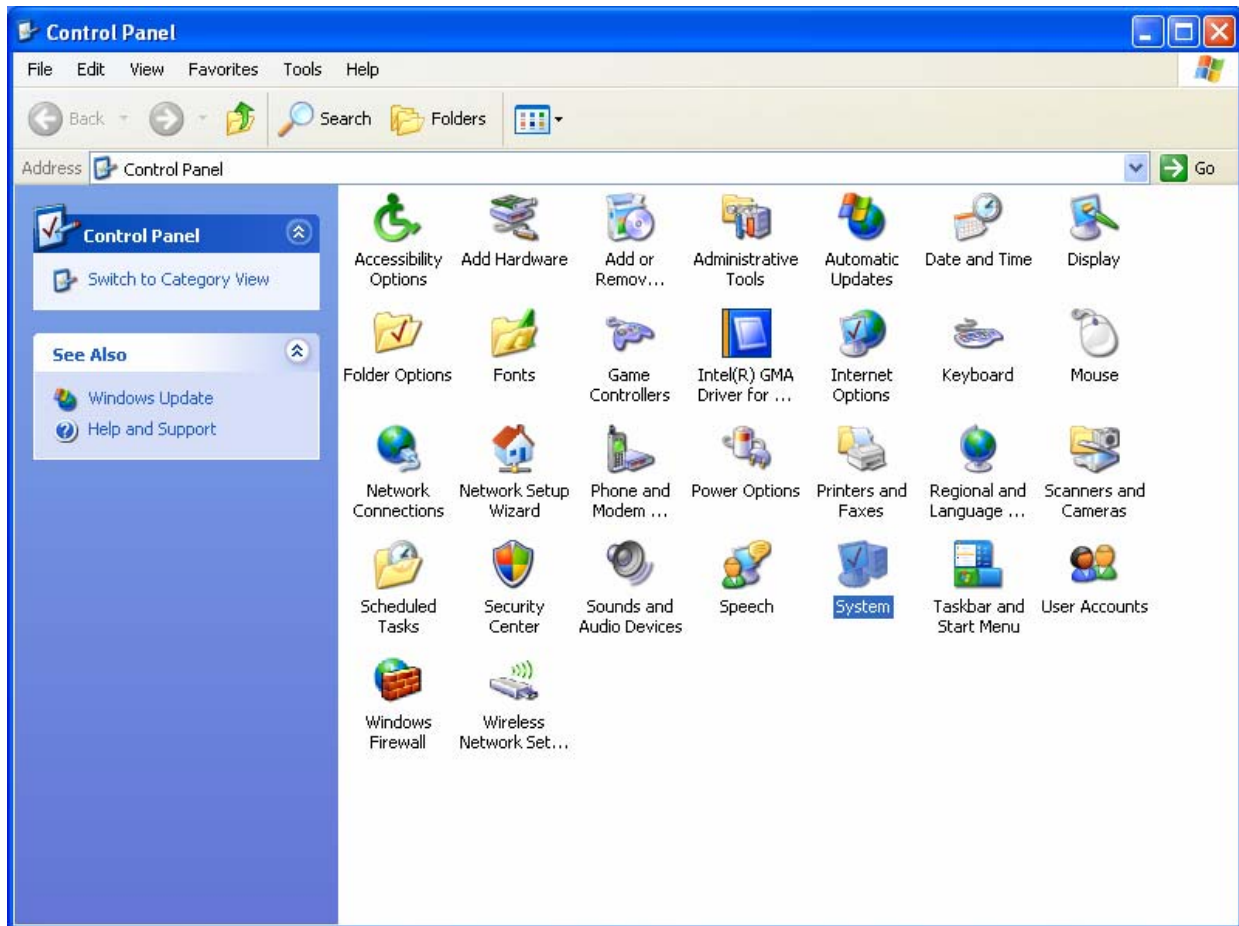 Control Panel
File Edit View Favorites Tools Help
Back Search Folders
Address Control Panel Go
Control Panel
Switch to Category View
See Also
Windows Update
Help and Support
Accessibility Add Hardware Add or Administrative Automatic Date and Time Display
Options Remov... Tools Updates
Folder Options Fonts Game Intel(R) GMA Internet Keyboard Mouse
Controllers Driver for ... Options
Network Network Setup Phone and Power Options Printers and Regional and Scanners and
Connections Wizard Modem ... Faxes Language ... Cameras
Scheduled Security Sounds and Speech System Taskbar and User Accounts
Tasks Center Audio Devices Start Menu
Windows Wireless
Firewall Network Set...